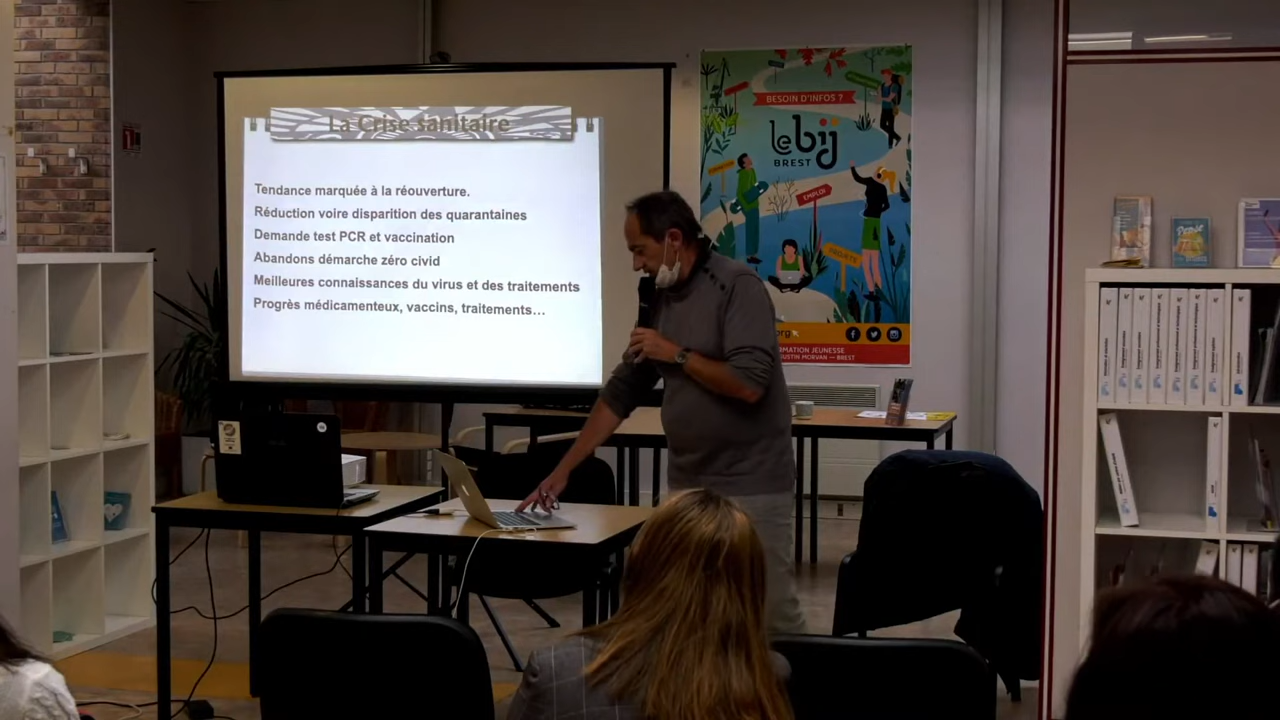 La Crise sanitaire
Tendance marquée à la réouverture.
Réduction voire disparition des quarantaines
Demande test PCR et vaccination
Abandons démarche zéro civid
Meilleures connaissances du virus et des traitements
Progrès médicamenteux, vaccins, traitements...
BESOIN D'INFOS ?
le bij
BREST
EMPLOI
MORVAN — BREST